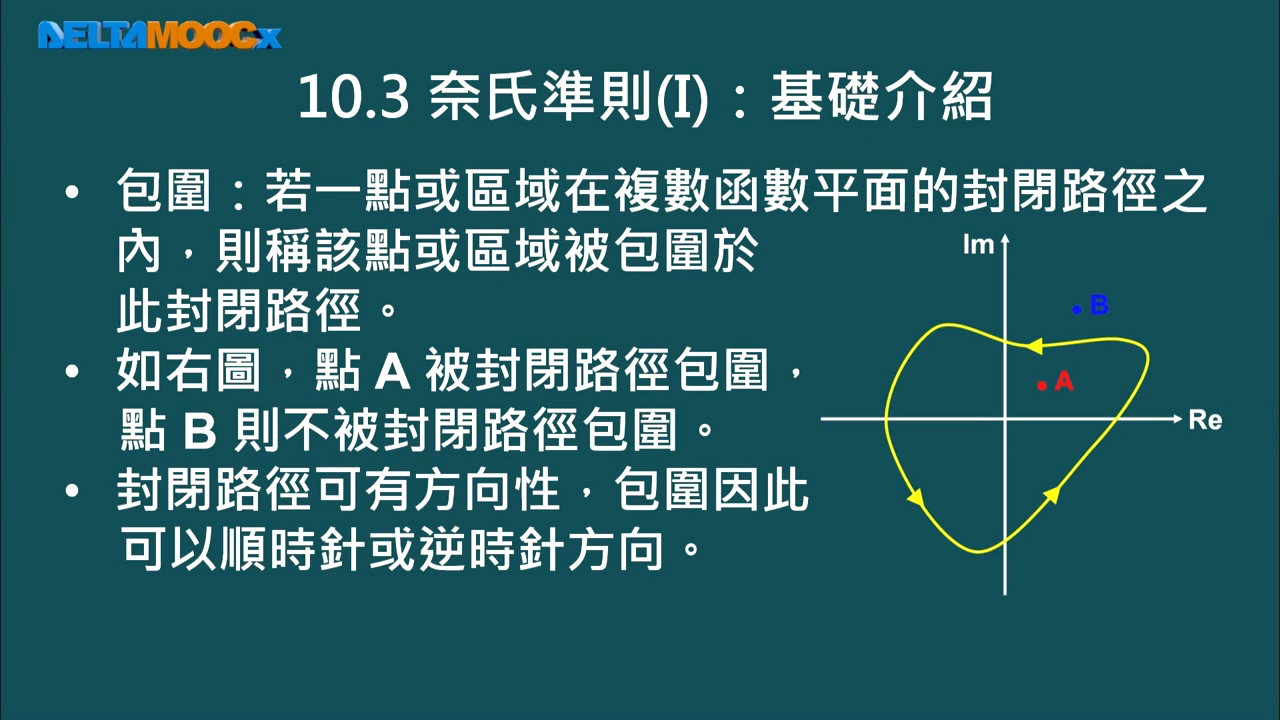 DELTAMOOCx
10.3 奈氏準則(I)：基礎介紹
• 包圍：若一點或區域在複數函數平面的封閉路徑之
內，則稱該點或區域被包圍於
此封閉路徑。
• 如右圖，點 A 被封閉路徑包圍，
點 B 則不被封閉路徑包圍。
• 封閉路徑可有方向性，包圍因此
可以順時針或逆時針方向。
Im
B
A
Re